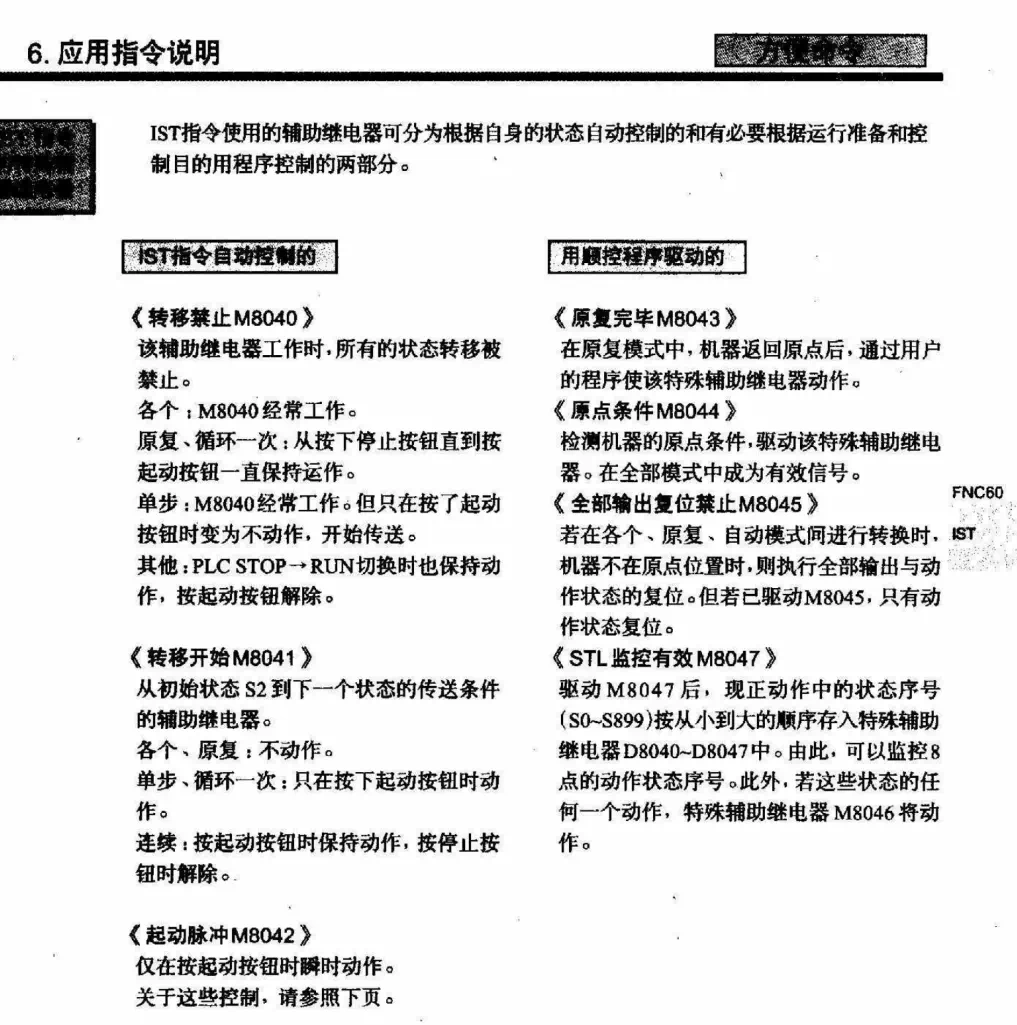 6. 应用指令说明
方便命令
IST指令使用的辅助继电器可分为根据自身的状态自动控制的和有必要根据运行准备和控
制目的用程序控制的两部分。
IST指令自动控制的
《转移禁止M8040》
该辅助继电器工作时,所有的状态转移被
禁止。
各个：M8040经常工作。
原复、循环一次：从按下停止按钮直到按
起动按钮一直保持运作。
单步：M8040经常工作。但只在按了起动
按钮时变为不动作，开始传送。
其他：PLC STOP→RUN切换时也保持动
作，按起动按钮解除。
《转移开始M8041》
从初始状态 S2 到下一个状态的传送条件
的辅助继电器。
各个、原复：不动作。
单步、循环一次：只在按下起动按钮时动
作。
连续：按起动按钮时保持动作，按停止按
钮时解除。
《起动脉冲M8042》
仅在按起动按钮时瞬时动作。
关于这些控制，请参照下页。
用顺控程序驱动的
《原复完毕M8043》
在原复模式中，机器返回原点后，通过用户
的程序使该特殊辅助继电器动作。
《原点条件M8044》
检测机器的原点条件，驱动该特殊辅助继电
器。在全部模式中成为有效信号。
《全部输出复位禁止M8045》
若在各个、原复、自动模式间进行转换时，
机器不在原点位置时，则执行全部输出与动
作状态的复位。但若已驱动M8045，只有动
作状态复位。
《STL监控有效M8047》
驱动M8047后，现正动作中的状态序号
(S0~S899)按从小到大的顺序存入特殊辅助
继电器D8040~D8047中。由此，可以监控8
点的动作状态序号。此外，若这些状态的任
何一个动作，特殊辅助继电器M8046将动
作。
FNC60
IST